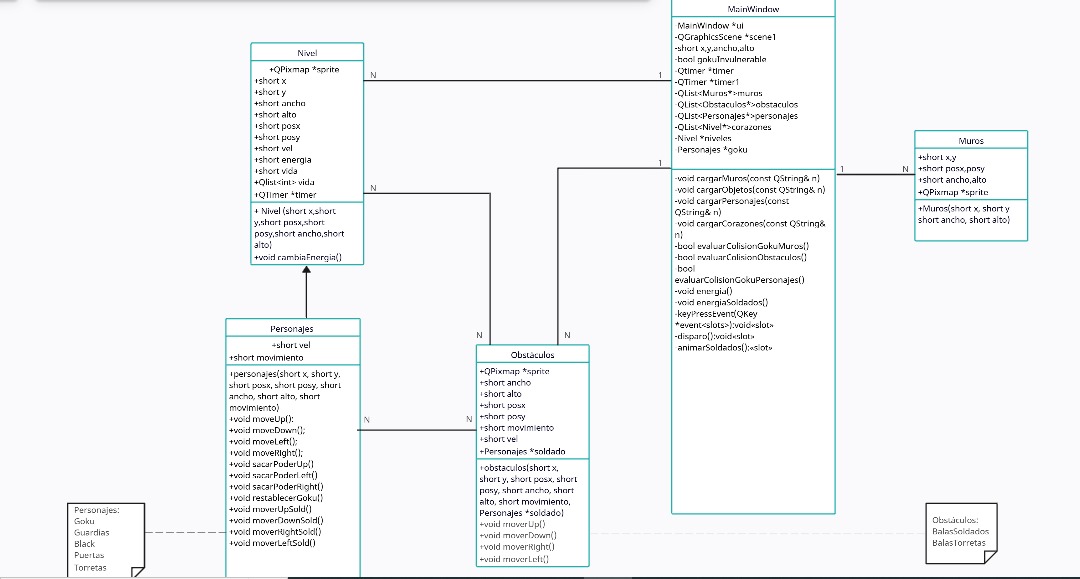 Nivel
+QPixmap *sprite
+short x
+short y
+short ancho
+short alto
+short posx
+short posy
+short vel
+short energia
+short vida
+Qlist<int> vida
+QTimer *timer
+ Nivel (short x,short
y,short posx,short
posy,short ancho,short
alto)
+void cambiaEnergia()
N
1
N
N
1
N
MainWindow
MainWindow *ui
-QGraphicsScene *scene1
-short x,y,ancho,alto
-bool gokuInvulnerable
-Qtimer *timer
-QTimer *timer1
-QList<Muros*>muros
-QList<Obstaculos*>obstaculos
-QList<Personajes*>personajes
-QList<Nivel*>corazones
-Nivel *niveles
-Personajes *goku
-void cargarMuros(const QString& n)
-void cargarObjetos(const QString& n)
-void cargarPersonajes(const
QString& n)
-void cargarCorazones(const QString&
n)
-bool evaluarColisionGokuMuros()
-bool evaluarColisionObstaculos()
-bool
evaluarColisionGokuPersonajes()
-void energia()
-void energiaSoldados()
-keyPressEvent(QKey
*event<slots>):void«slot»
-disparo():void«slot»
-animarSoldados():«slot»
1
N
Muros
+short x,y
+short posx,posy
+short ancho,alto
+QPixmap *sprite
+Muros(short x, short y
short ancho, short alto)
Personajes
+short vel
+short movimiento
+personajes(short x, short y,
short posx, short posy, short
ancho, short alto, short
movimiento)
+void moveUp();
+void moveDown();
+void moveLeft();
+void moveRight();
+void sacarPoderUp()
+void sacarPoderLeft()
+void sacarPoderRight()
+void restablecerGoku()
+void moverUpSold()
+void moverDownSold()
+void moverRightSold()
+void moverLeftSold()
N
N
Obstáculos
+QPixmap *sprite
+short ancho
+short alto
+short posx
+short posy
+short movimiento
+short vel
+Personajes *soldado
+obstaculos(short x,
short y, short posx, short
posy, short ancho, short
alto, short movimiento,
Personajes *soldado)
+void moverUp()
+void moverDown()
+void moverRight()
+void moverLeft()
Personajes:
Goku
Guardias
Black
Puertas
Torretas
Obstáculos:
BalasSoldados
BalasTorretas